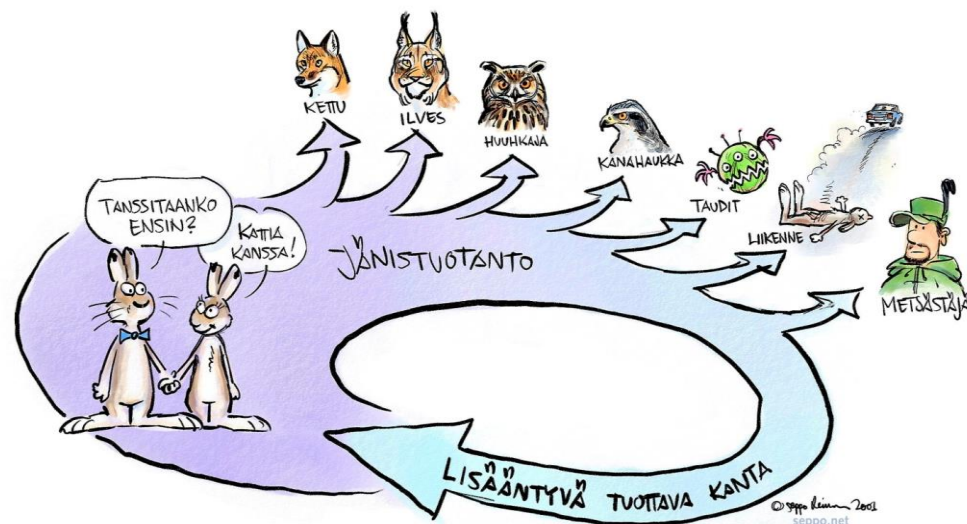 KETTU
ILVES
HUUHKAJA
KANAHAUKKA
TAUDIT
LIIKENNE
METSÄSTÄJÄ
TANSSITAANKO
ENSIN?
KATTIA
KANSSA!
JÄNISTUOTANTO
LISÄÄNTYVÄ TUOTTAVA KANTA
© seppo 2001
seppo.net